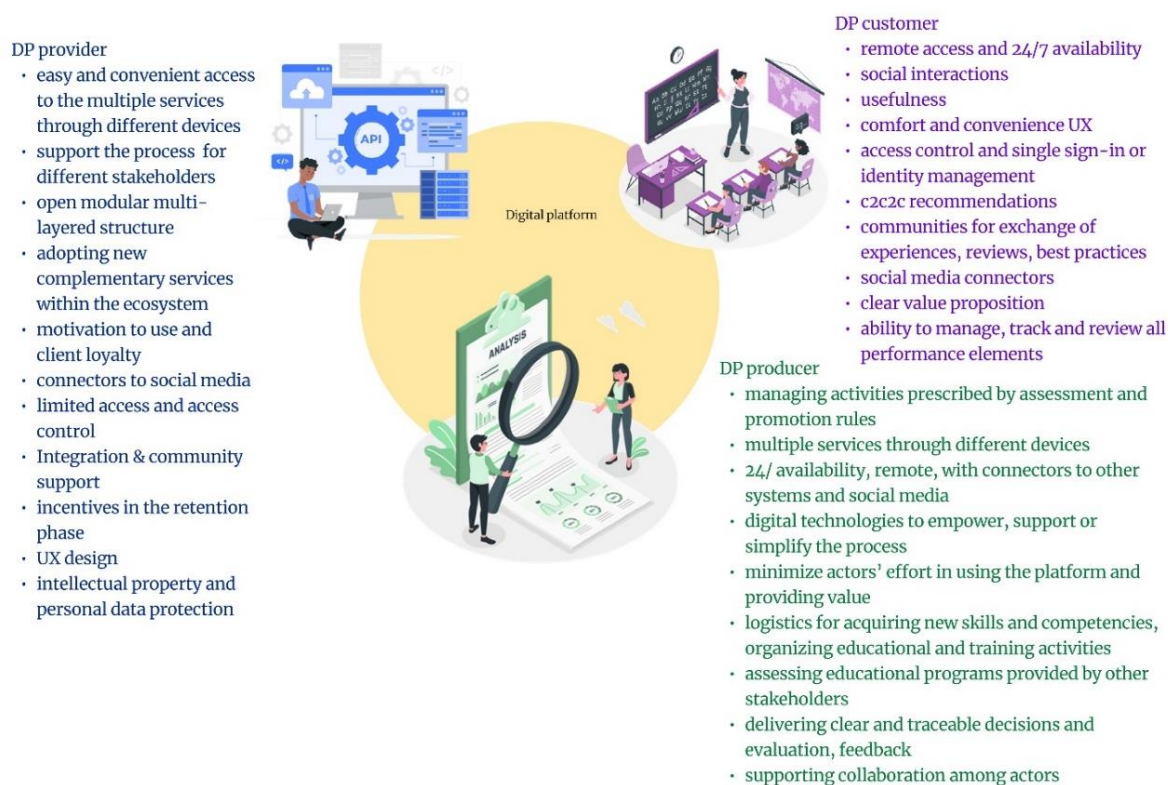 DP provider
• easy and convenient access
to the multiple services
through different devices
• support the process for
different stakeholders
• open modular multi-
layered structure
• adopting new
complementary services
within the ecosystem
• motivation to use and
client loyalty
• connectors to social media
• limited access and access
control
• Integration & community
support
• incentives in the retention
phase
• UX design
• intellectual property and
personal data protection
</>
API
</>
Digital platform
ANALYSIS
DP customer
• remote access and 24/7 availability
• social interactions
• usefulness
• comfort and convenience UX
• access control and single sign-in or
identity management
• c2c2c recommendations
• communities for exchange of
experiences, reviews, best practices
• social media connectors
• clear value proposition
• ability to manage, track and review all
performance elements
DP producer
• managing activities prescribed by assessment and
promotion rules
• multiple services through different devices
• 24/ availability, remote, with connectors to other
systems and social media
• digital technologies to empower, support or
simplify the process
• minimize actors’ effort in using the platform and
providing value
• logistics for acquiring new skills and competencies,
organizing educational and training activities
• assessing educational programs provided by other
stakeholders
• delivering clear and traceable decisions and
evaluation, feedback
• supporting collaboration among actors